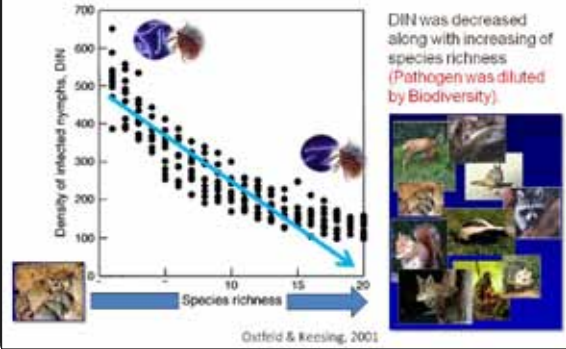 700
600
500
400
300
200
100
0
Density of infected nymphs, DIN
10
15
20
Species richness
Ostfeld & Keesing, 2001
DIN was decreased
along with increasing of
species richness
(Pathogen was diluted
by Biodiversity).